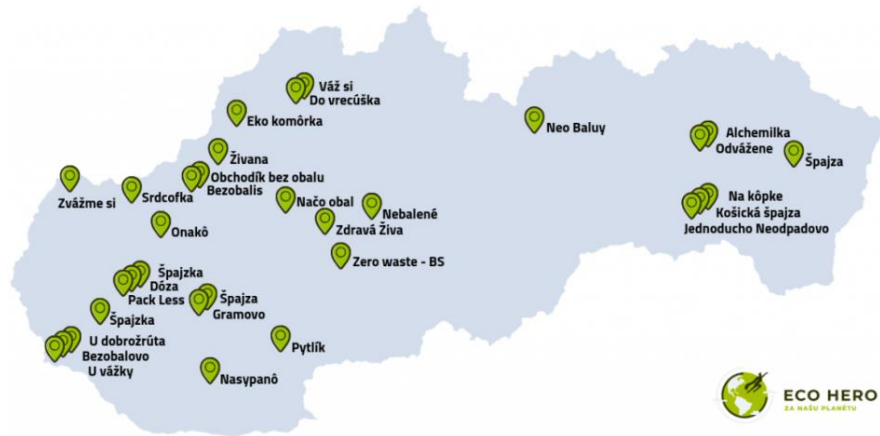 Váž si
Do vrecúška
Eko komôrka
Neo Baluy
Alchemilka
Odvážene
Špajza
Živana
Obchodík bez obalu
Bezobalis
Zvážme si
Srdcofka
Načo obal
Nebalené
Na kôpke
Košická špajza
Jednoducho Neodpadovo
Onakô
Zdravá Živa
Zero waste - BS
Špajzka
Dóza
Pack Less
Špajza
Gramovo
Špajzka
U dobrožrúta
Bezobalovo
U vážky
Pytlík
Nasypanô
ECO HERO
ZA NAŠU PLANÉTU